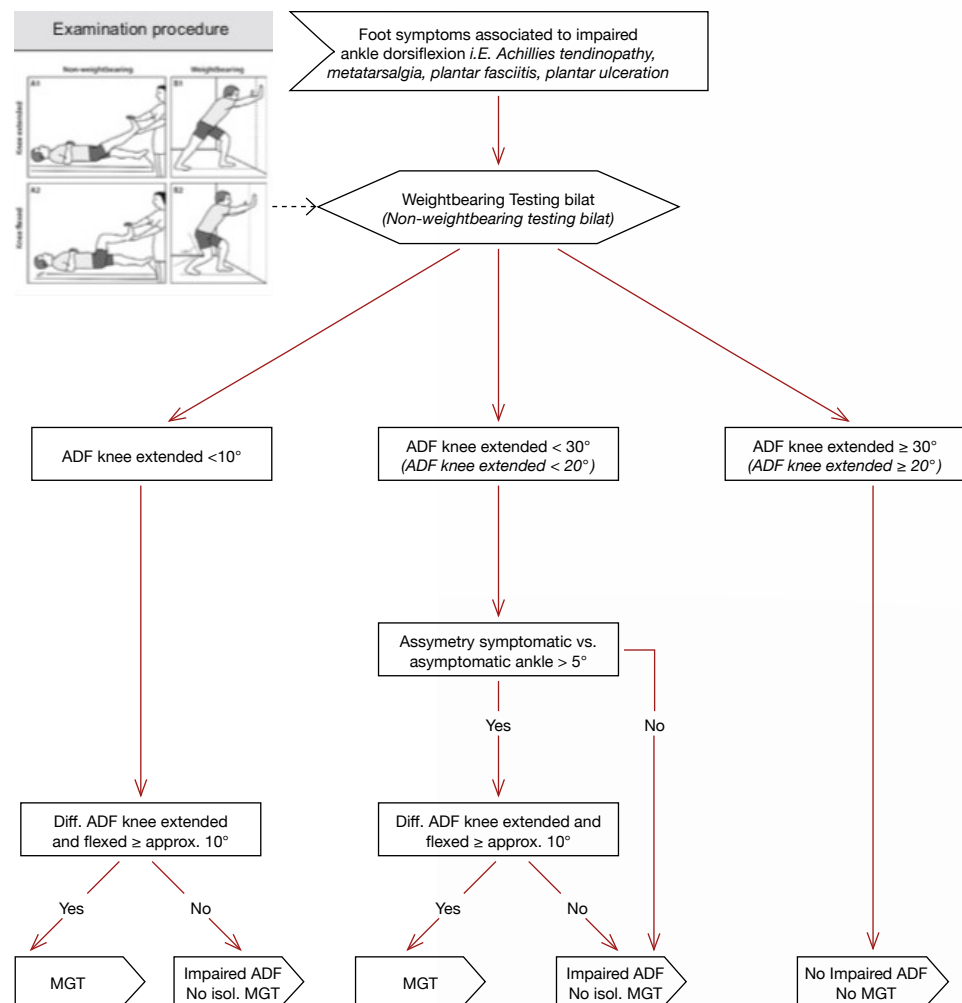 Examination procedure
Non-weightbearing
Weightbearing
Knee extended
A1
B1
Knee flexed
A2
B2
Foot symptoms associated to impaired
ankle dorsiflexion i.E. Achillies tendinopathy,
metatarsalgia, plantar fasciitis, plantar ulceration
Weightbearing Testing bilat
(Non-weightbearing testing bilat)
ADF knee extended <10°
ADF knee extended < 30°
(ADF knee extended < 20°)
ADF knee extended ≥ 30°
(ADF knee extended ≥ 20°)
Assymetry symptomatic vs.
asymptomatic ankle > 5°
Yes
No
Diff. ADF knee extended
and flexed ≥ approx. 10°
Diff. ADF knee extended and
flexed ≥ approx. 10°
Yes
No
Yes
No
MGT
Impaired ADF
No isol. MGT
MGT
Impaired ADF
No isol. MGT
No Impaired ADF
No MGT